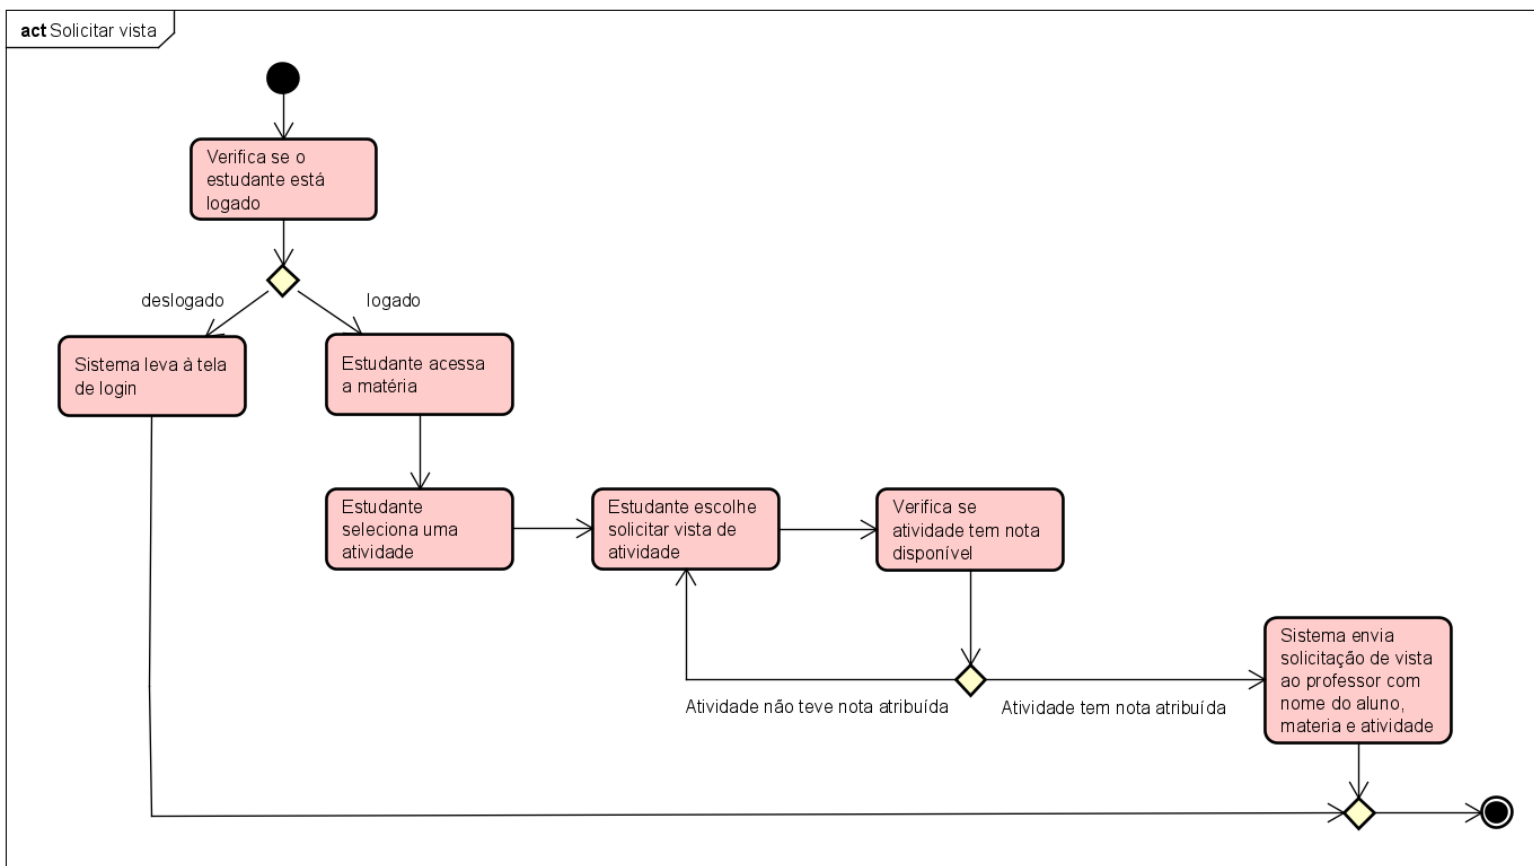 act Solicitar vista
Verifica se o
estudante está
logado
deslogado
logado
Sistema leva à tela
de login
Estudante acessa
a matéria
Estudante
seleciona uma
atividade
Estudante escolhe
solicitar vista de
atividade
Verifica se
atividade tem nota
disponível
Atividade não teve nota atribuída
Atividade tem nota atribuída
Sistema envia
solicitação de vista
ao professor com
nome do aluno,
materia e atividade